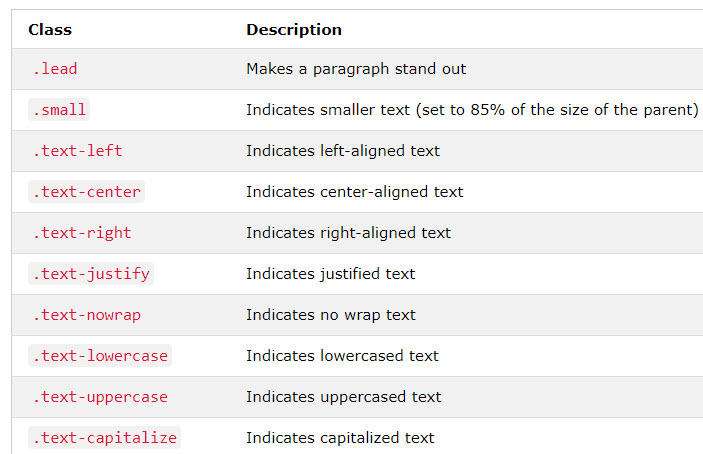 Class Description
.lead Makes a paragraph stand out
.small Indicates smaller text (set to 85% of the size of the parent)
.text-left Indicates left-aligned text
.text-center Indicates center-aligned text
.text-right Indicates right-aligned text
.text-justify Indicates justified text
.text-nowrap Indicates no wrap text
.text-lowercase Indicates lowercased text
.text-uppercase Indicates uppercased text
.text-capitalize Indicates capitalized text